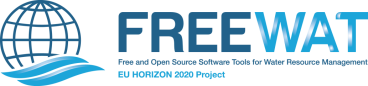 FREEWAT
Free and Open Source Software Tools for Water Resource Management
EU HORIZON 2020 Project